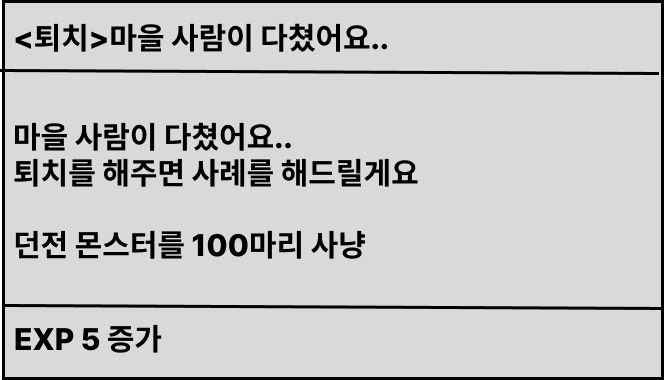 <퇴치>마을 사람이 다쳤어요..
마을 사람이 다쳤어요..
퇴치를 해주면 사례를 해드릴게요
던전 몬스터를 100마리 사냥
EXP 5 증가